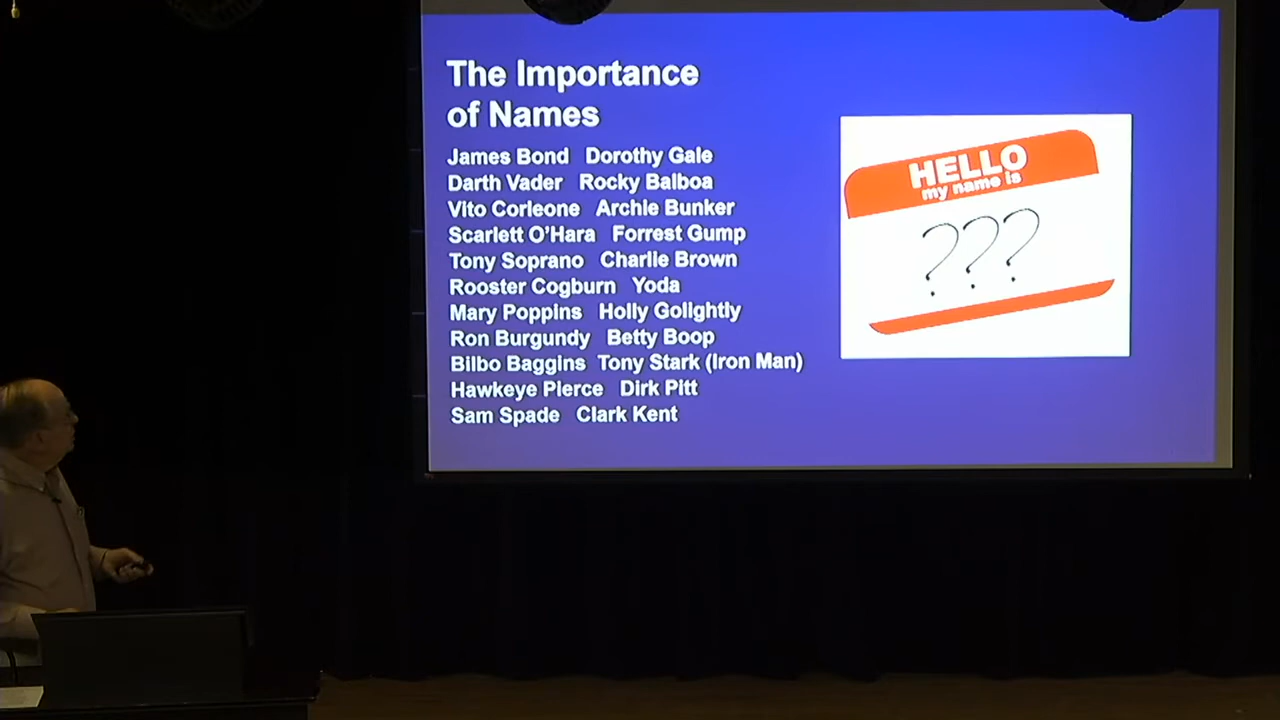 The Importance
of Names
James Bond Dorothy Gale
Darth Vader Rocky Balboa
Vito Corleone Archie Bunker
Scarlett O'Hara Forrest Gump
Tony Soprano Charlie Brown
Rooster Cogburn Yoda
Mary Poppins Holly Golightly
Ron Burgundy Betty Boop
Bilbo Baggins Tony Stark (Iron Man)
Hawkeye Pierce Dirk Pitt
Sam Spade Clark Kent
HELLO
my name is
???